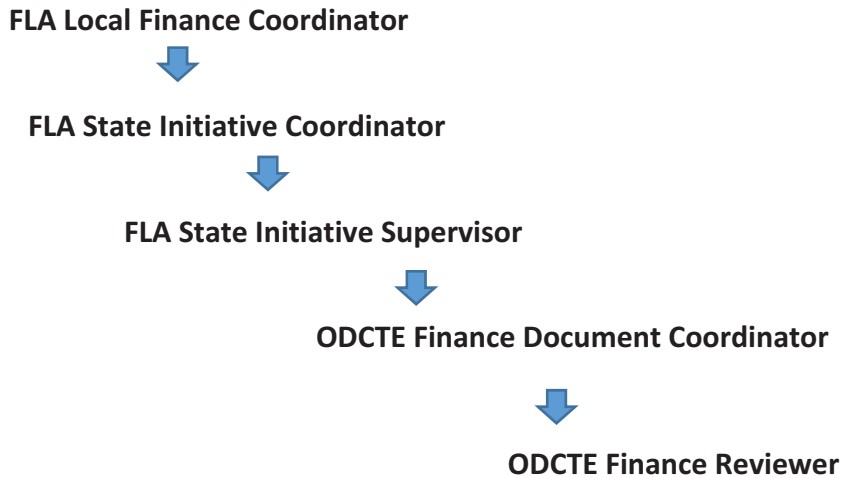 FLA Local Finance Coordinator
FLA State Initiative Coordinator
FLA State Initiative Supervisor
ODCTE Finance Document Coordinator
ODCTE Finance Reviewer